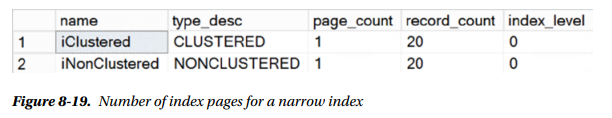 name type_desc page_count record_count index_level
1 iClustered CLUSTERED 1 20 0
2 iNonClustered NONCLUSTERED 1 20 0
Figure 8-19. Number of index pages for a narrow index